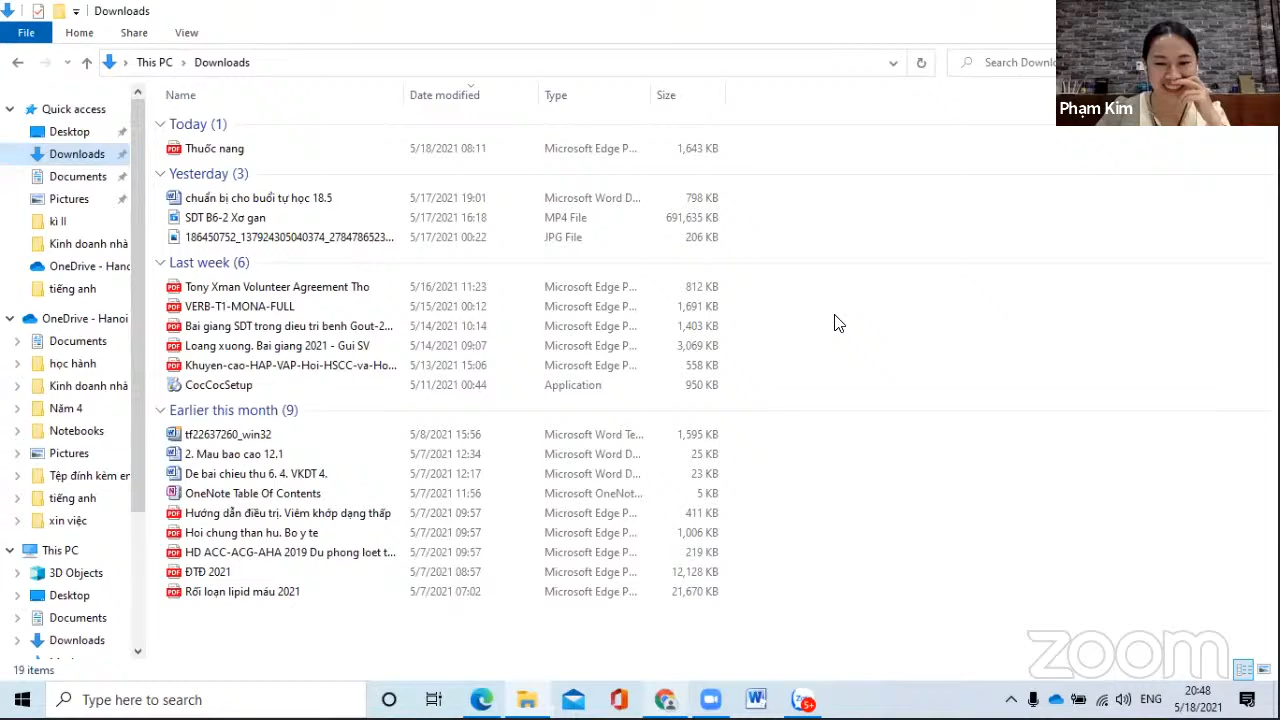 Downloads
File Home Share View
This PC Downloads
Search Downlo
Phạm Kim
Name Date modified Type Size
Quick access
Desktop
Downloads
Documents
Pictures
kì II
Kinh doanh nhà
OneDrive - Hanc
tiếng anh
OneDrive - Hanoi
Documents
học hành
Kinh doanh nhà
Năm 4
Notebooks
Pictures
Tệp đính kèm en
tiếng anh
xin việc
This PC
3D Objects
Desktop
Documents
Downloads
Today (1)
Thuốc nang 5/18/2021 08:11 Microsoft Edge P... 1,643 KB
Yesterday (3)
chuẩn bị cho buổi tự học 18.5 5/17/2021 19:01 Microsoft Word D... 798 KB
SDT B6-2 Xơ gan 5/17/2021 16:18 MP4 File 691,635 KB
186450752_137924305040374_2784786523... 5/17/2021 00:22 JPG File 206 KB
Last week (6)
Tony Xman Volunteer Agreement Tho 5/16/2021 11:23 Microsoft Edge P... 812 KB
VERB-T1-MONA-FULL 5/15/2021 00:12 Microsoft Edge P... 1,691 KB
Bai giang SDT trong dieu tri benh Gout-2... 5/14/2021 10:14 Microsoft Edge P... 1,403 KB
Loang xuong. Bai giang 2021 - Gui SV 5/14/2021 09:07 Microsoft Edge P... 3,069 KB
Khuyen-cao-HAP-VAP-Hoi-HSCC-va-Ho... 5/13/2021 15:06 Microsoft Edge P... 558 KB
CocCocSetup 5/11/2021 00:44 Application 950 KB
Earlier this month (9)
tf22637260_win32 5/8/2021 15:56 Microsoft Word Te... 1,595 KB
2. Mau bao cao 12.1 5/7/2021 12:34 Microsoft Word D... 25 KB
De bai chieu thu 6. 4. VKDT 4. 5/7/2021 12:17 Microsoft Word D... 23 KB
OneNote Table Of Contents 5/7/2021 11:56 Microsoft OneNot... 5 KB
Hướng dẫn điều trị. Viêm khớp dạng thấp 5/7/2021 09:57 Microsoft Edge P... 411 KB
Hoi chung than hu. Bo y te 5/7/2021 09:57 Microsoft Edge P... 1,006 KB
HD ACC-ACG-AHA 2019 Du phong loet t... 5/7/2021 09:57 Microsoft Edge P... 219 KB
ĐTĐ 2021 5/7/2021 08:57 Microsoft Edge P... 12,128 KB
Rối loạn lipid máu 2021 5/7/2021 07:02 Microsoft Edge P... 21,670 KB
zoom
19 items
Type here to search
5+
ENG
20:48
5/18/2021